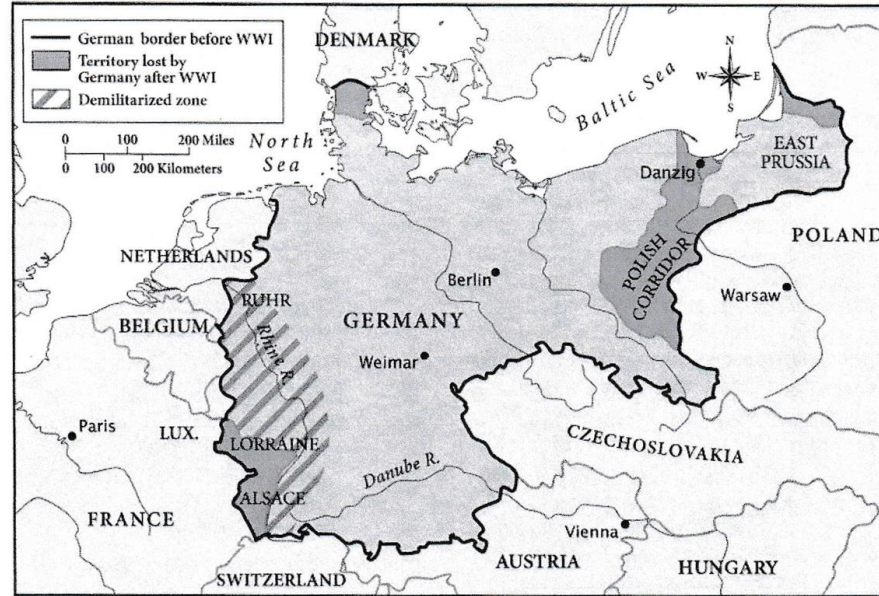 German border before WWI
Territory lost by
Germany after WWI
Demilitarized zone
0 100 200 Miles
0 100 200 Kilometers
DENMARK
N
W E
S
North
Sea
Baltic Sea
EAST
PRUSSIA
Danzig
POLISH
CORRIDOR
POLAND
Warsaw
NETHERLANDS
Berlin
RUHR
BELGIUM
GERMANY
Rhine R.
Weimar
Paris
LUX.
LORRAINE
CZECHOSLOVAKIA
Danube R.
ALSACE
FRANCE
Vienna
AUSTRIA
HUNGARY
SWITZERLAND